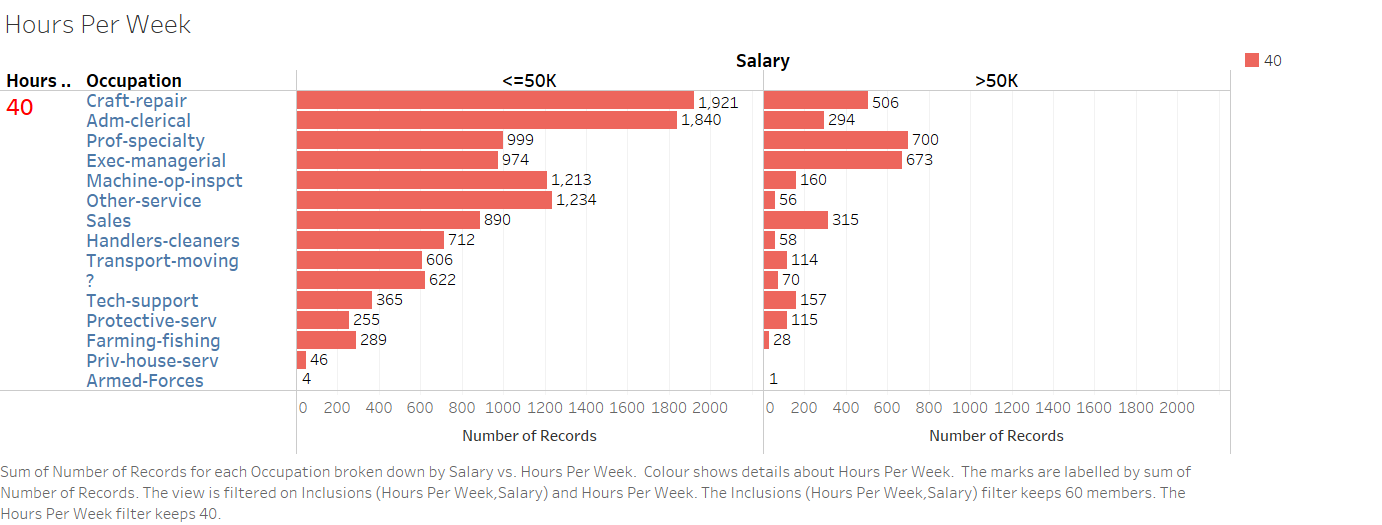 Hours Per Week
Salary
40
Hours .. Occupation <=50K >50K
40 Craft-repair 1,921 506
Adm-clerical 1,840 294
Prof-specialty 999 700
Exec-managerial 974 673
Machine-op-inspct 1,213 160
Other-service 1,234 56
Sales 890 315
Handlers-cleaners 712 58
Transport-moving 606 114
? 622 70
Tech-support 365 157
Protective-serv 255 115
Farming-fishing 289 28
Priv-house-serv 46
Armed-Forces 4 1
0 200 400 600 800 1000 1200 1400 1600 1800 2000 0 200 400 600 800 1000 1200 1400 1600 1800 2000
Number of Records Number of Records
Sum of Number of Records for each Occupation broken down by Salary vs. Hours Per Week.  Colour shows details about Hours Per Week.  The marks are labelled by sum of
Number of Records. The view is filtered on Inclusions (Hours Per Week,Salary) and Hours Per Week. The Inclusions (Hours Per Week,Salary) filter keeps 60 members. The
Hours Per Week filter keeps 40.